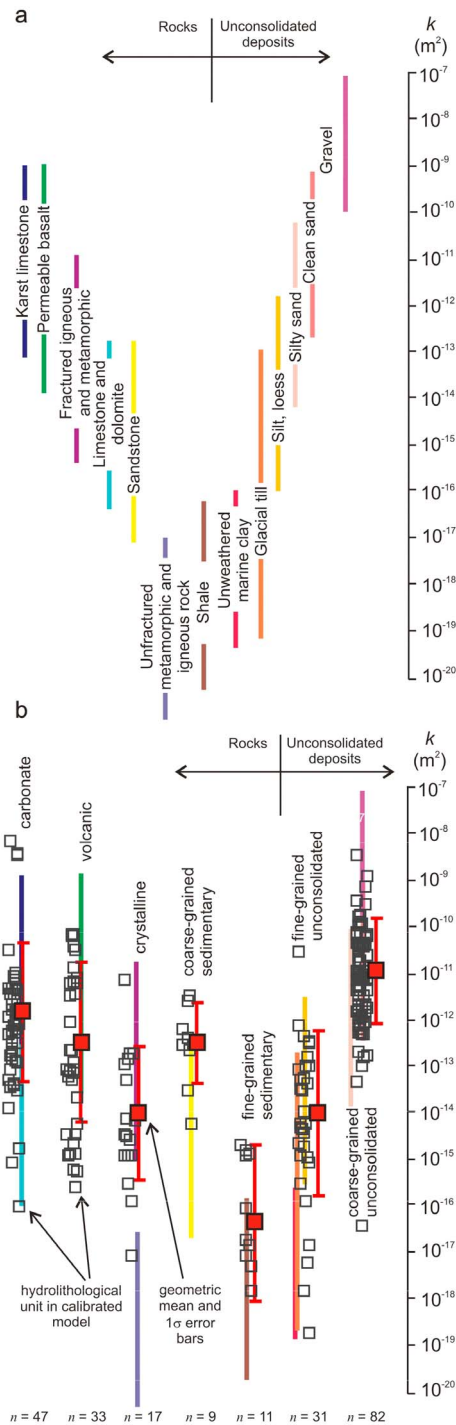 a
Rocks
Unconsolidated
deposits
k
(m²)
10⁻⁷
10⁻⁸
10⁻⁹
10⁻¹⁰
10⁻¹¹
10⁻¹²
10⁻¹³
10⁻¹⁴
10⁻¹⁵
10⁻¹⁶
10⁻¹⁷
10⁻¹⁸
10⁻¹⁹
10⁻²⁰
Karst limestone
Permeable basalt
Fractured igneous
and metamorphic
Limestone and
dolomite
Sandstone
Unfractured
metamorphic and
igneous rock
Shale
Unweathered
marine clay
Glacial till
Silt, loess
Silty sand
Clean sand
Gravel
b
Rocks
Unconsolidated
deposits
k
(m²)
10⁻⁷
10⁻⁸
10⁻⁹
10⁻¹⁰
10⁻¹¹
10⁻¹²
10⁻¹³
10⁻¹⁴
10⁻¹⁵
10⁻¹⁶
10⁻¹⁷
10⁻¹⁸
10⁻¹⁹
10⁻²⁰
carbonate
volcanic
crystalline
coarse-grained
sedimentary
fine-grained
sedimentary
fine-grained
unconsolidated
coarse-grained
unconsolidated
hydrolithological
unit in calibrated
model
geometric
mean and
1σ error
bars
n = 47
n = 33
n = 17
n = 9
n = 11
n = 31
n = 82